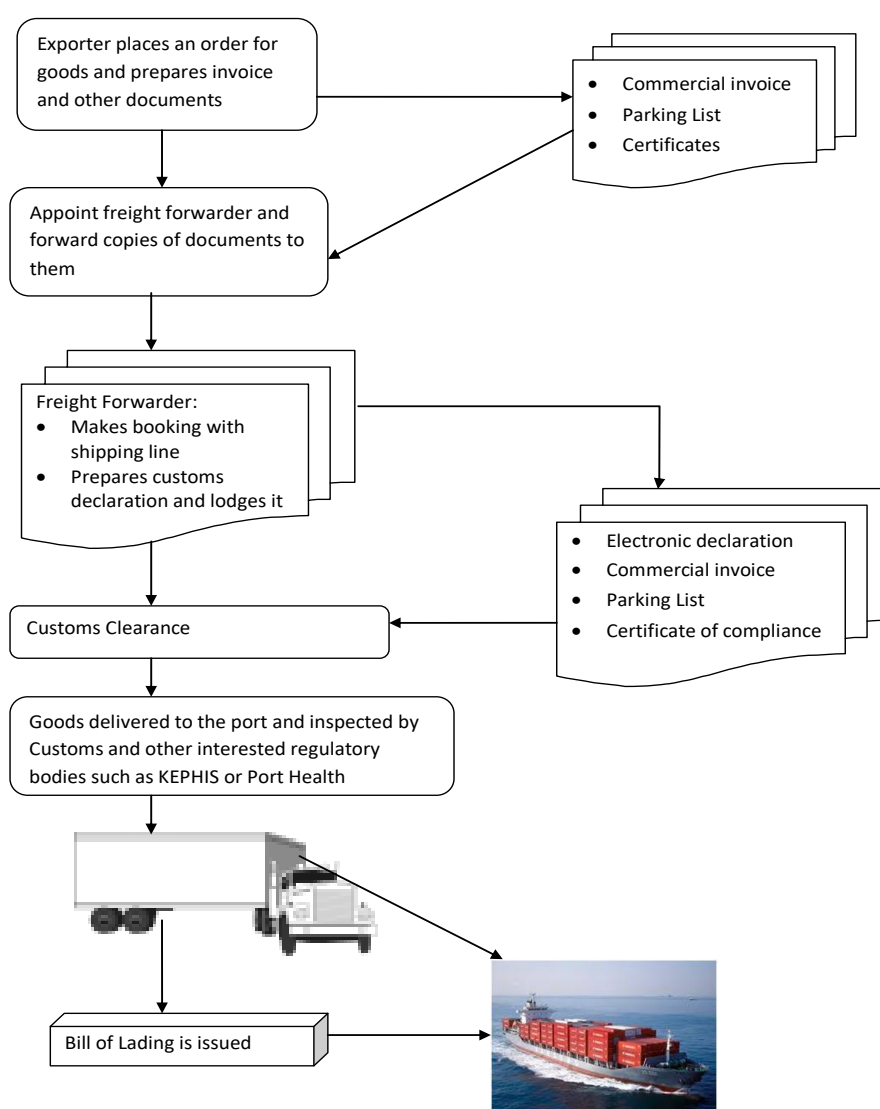 Exporter places an order for
goods and prepares invoice
and other documents
• Commercial invoice
• Parking List
• Certificates
Appoint freight forwarder and
forward copies of documents to
them
Freight Forwarder:
• Makes booking with
shipping line
• Prepares customs
declaration and lodges it
• Electronic declaration
• Commercial invoice
• Parking List
• Certificate of compliance
Customs Clearance
Goods delivered to the port and inspected by
Customs and other interested regulatory
bodies such as KEPHIS or Port Health
Bill of Lading is issued